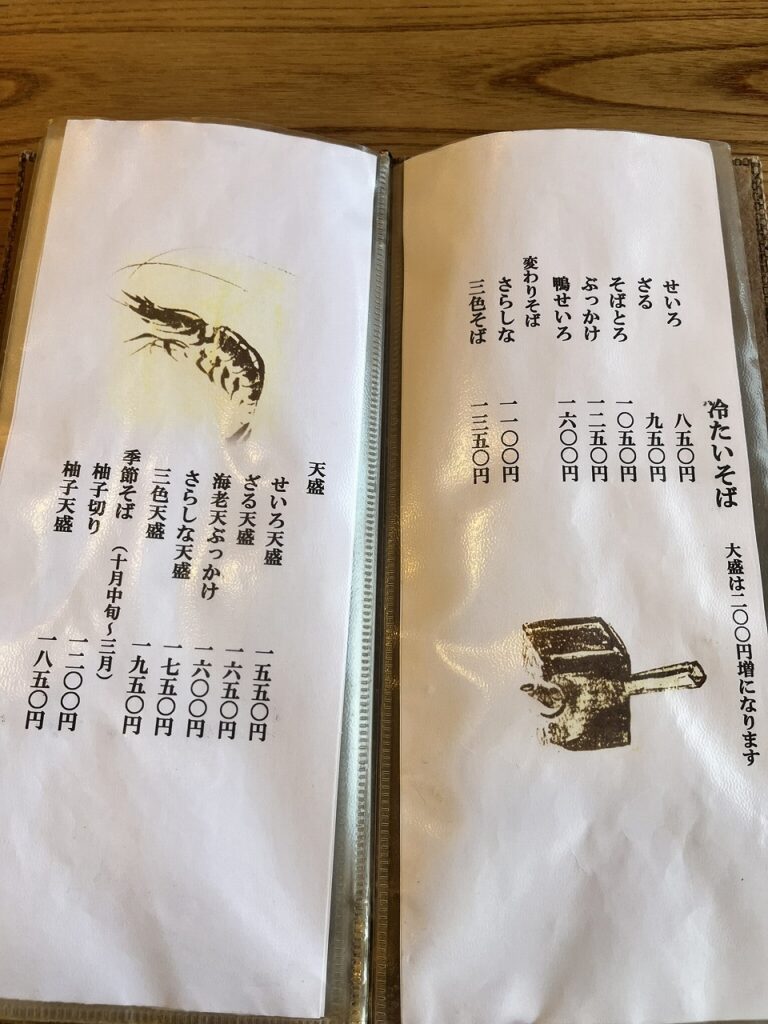 大盛は二〇〇円増になります
冷たいそば
せいろ 八五〇円
ざる 九五〇円
そばとろ 一〇五〇円
ぶっかけ 一二五〇円
鴨せいろ 一六〇〇円
変わりそば
さらしな 一一〇〇円
三色そば 一三五〇円
天盛
せいろ天盛 一五五〇円
ざる天盛 一六五〇円
海老天ぶっかけ 一六〇〇円
さらしな天盛 一七五〇円
三色天盛 一九五〇円
季節そば (十月中旬〜三月)
柚子切り 一二〇〇円
柚子天盛 一八五〇円